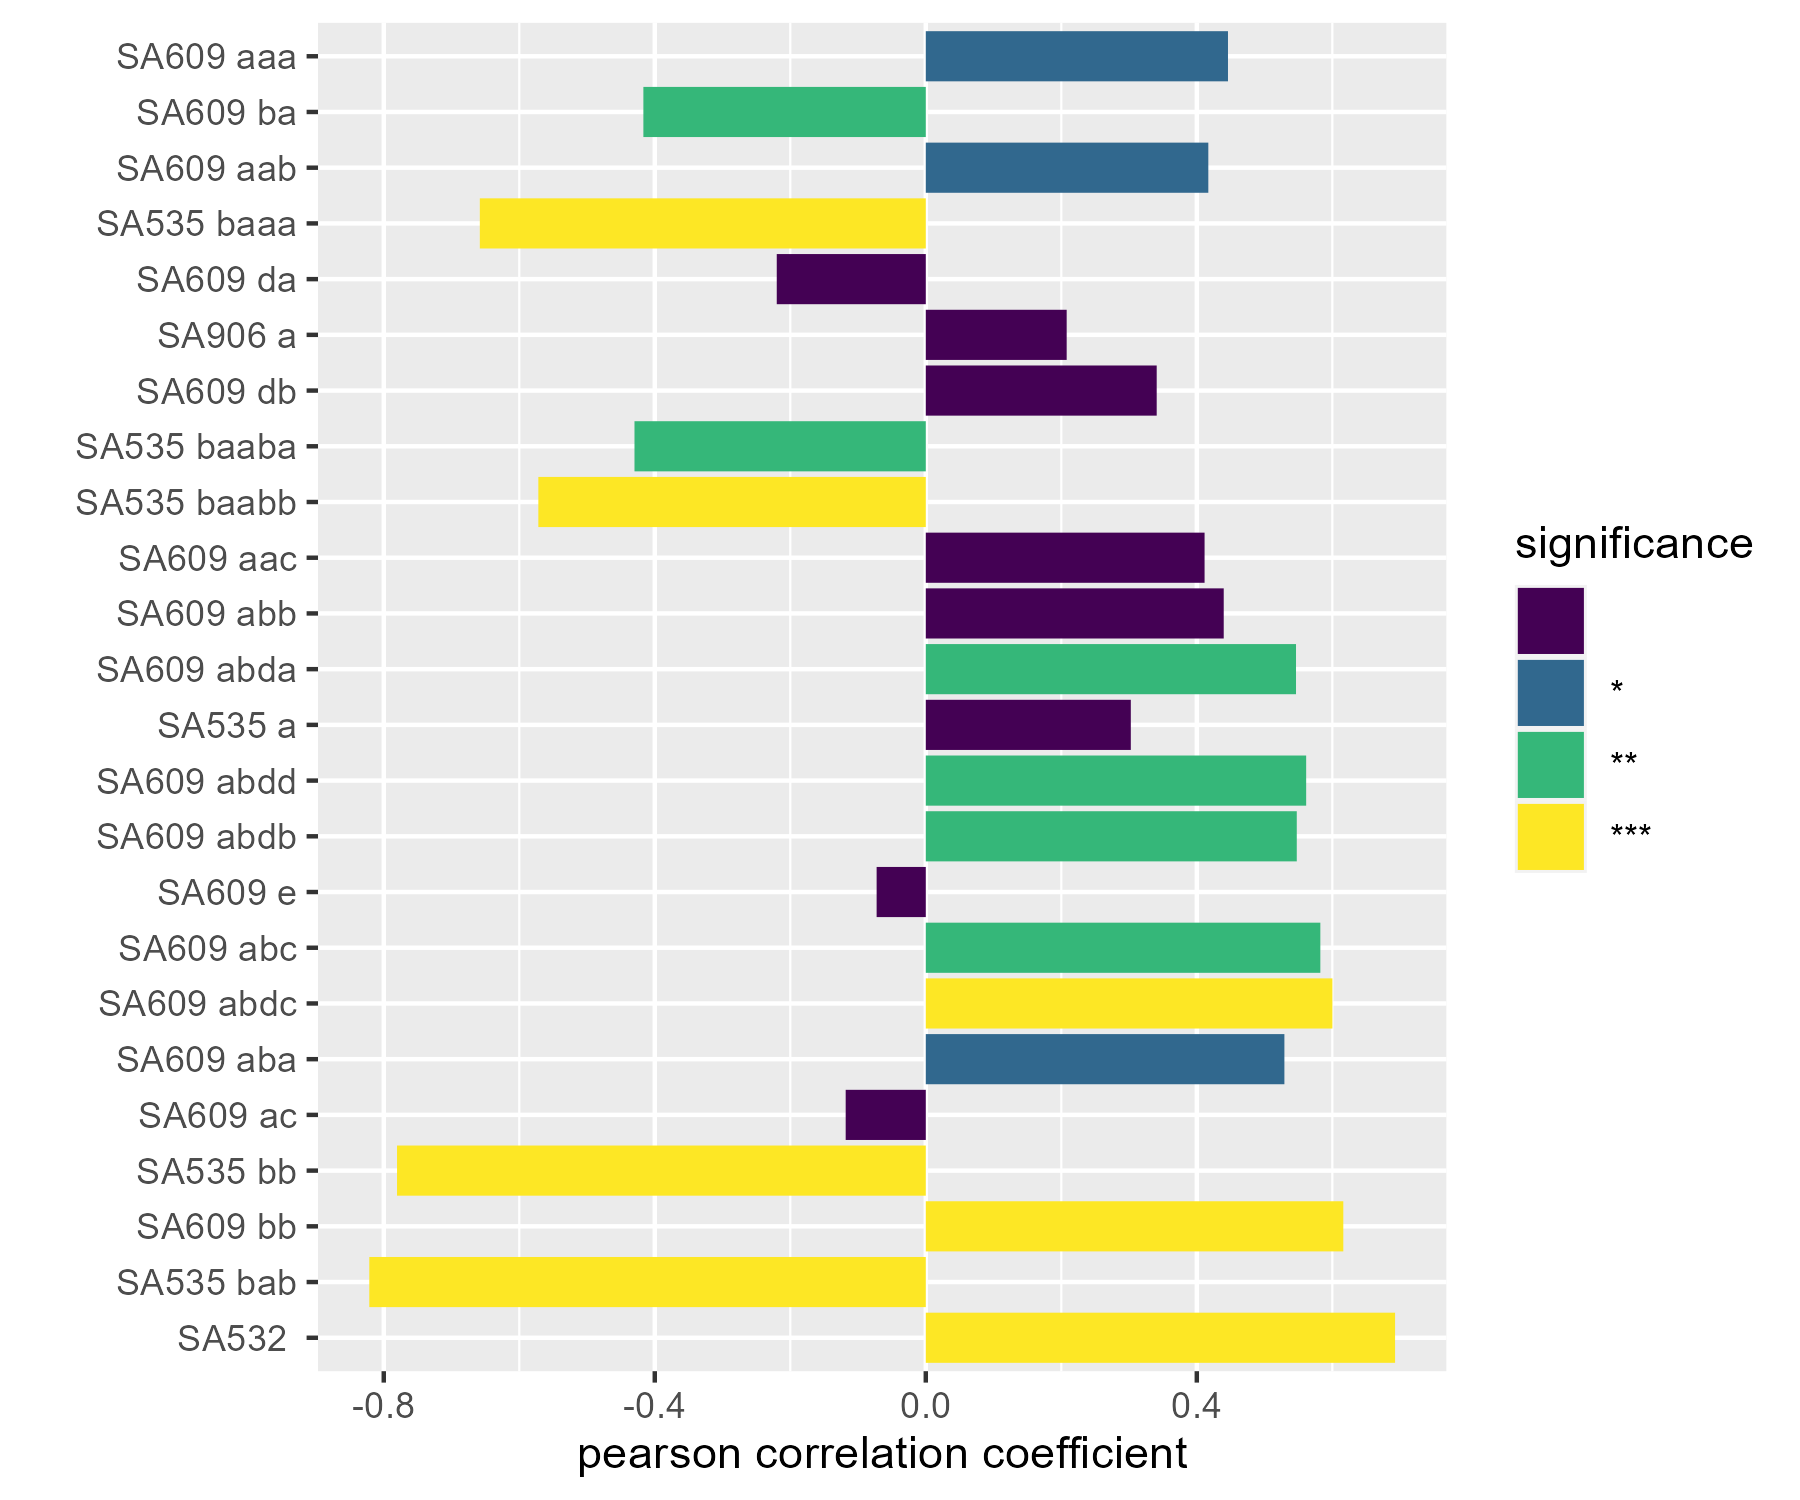 SA609 aaa
SA609 ba
SA609 aab
SA535 baaa
SA609 da
SA906 a
SA609 db
SA535 baaba
SA535 baabb
SA609 aac
SA609 abb
SA609 abda
SA535 a
SA609 abdd
SA609 abdb
SA609 e
SA609 abc
SA609 abdc
SA609 aba
SA609 ac
SA535 bb
SA609 bb
SA535 bab
SA532
-0.8 -0.4 0.0 0.4
pearson correlation coefficient
significance
*
**
***